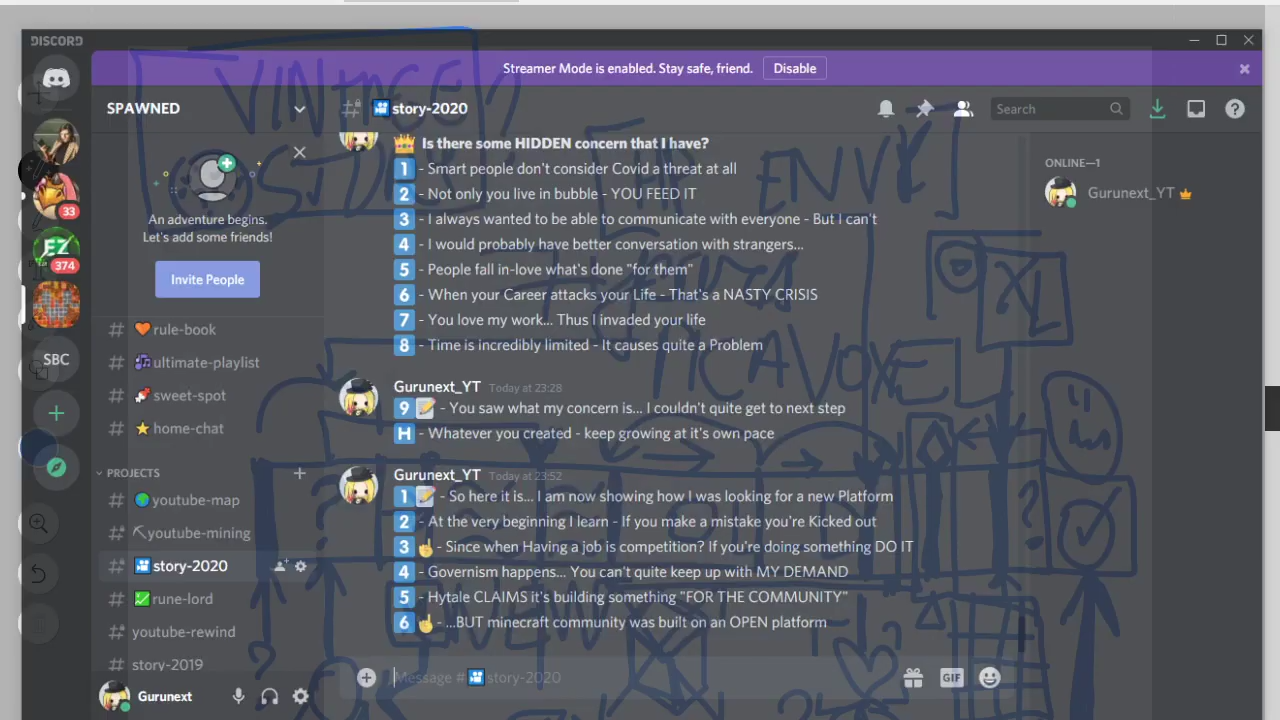 DISCORD
Streamer Mode is enabled. Stay safe, friend.
Disable
SPAWNED
story-2020
Search
An adventure begins.
Let's add some friends!
Invite People
33
374
SBC
rule-book
ultimate-playlist
sweet-spot
home-chat
PROJECTS
youtube-map
youtube-mining
story-2020
rune-lord
youtube-rewind
story-2019
Gurunext
Is there some HIDDEN concern that I have?
1 - Smart people don't consider Covid a threat at all
2 - Not only you live in bubble - YOU FEED IT
3 - I always wanted to be able to communicate with everyone - But I can't
4 - I would probably have better conversation with strangers...
5 - People fall in-love what's done "for them"
6 - When your Career attacks your Life - That's a NASTY CRISIS
7 - You love my work... Thus I invaded your life
8 - Time is incredibly limited - It causes quite a Problem
Gurunext_YT Today at 23:28
9 📝 - You saw what my concern is... I couldn't quite get to next step
H - Whatever you created - keep growing at it's own pace
Gurunext_YT Today at 23:52
1 📝 - So here it is... I am now showing how I was looking for a new Platform
2 - At the very beginning I learn - If you make a mistake you're Kicked out
3 ☝ - Since when Having a job is competition? If you're doing something DO IT
4 - Governism happens... You can't quite keep up with MY DEMAND
5 - Hytale CLAIMS it's building something "FOR THE COMMUNITY"
6 ☝ - ...BUT minecraft community was built on an OPEN platform
Message # story-2020
GIF
ONLINE—1
Gurunext_YT
VINTAGE
ENVY
PICAVOXEL